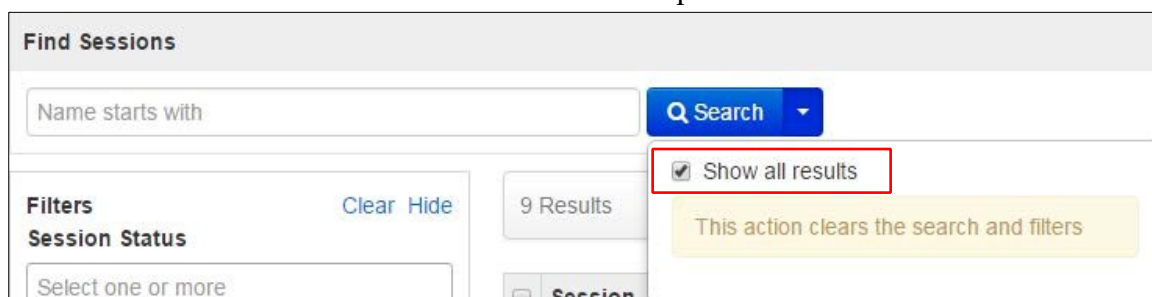 Find Sessions
Name starts with
Search
Show all results
This action clears the search and filters
Filters
Clear Hide
Session Status
Select one or more
9 Results
Session